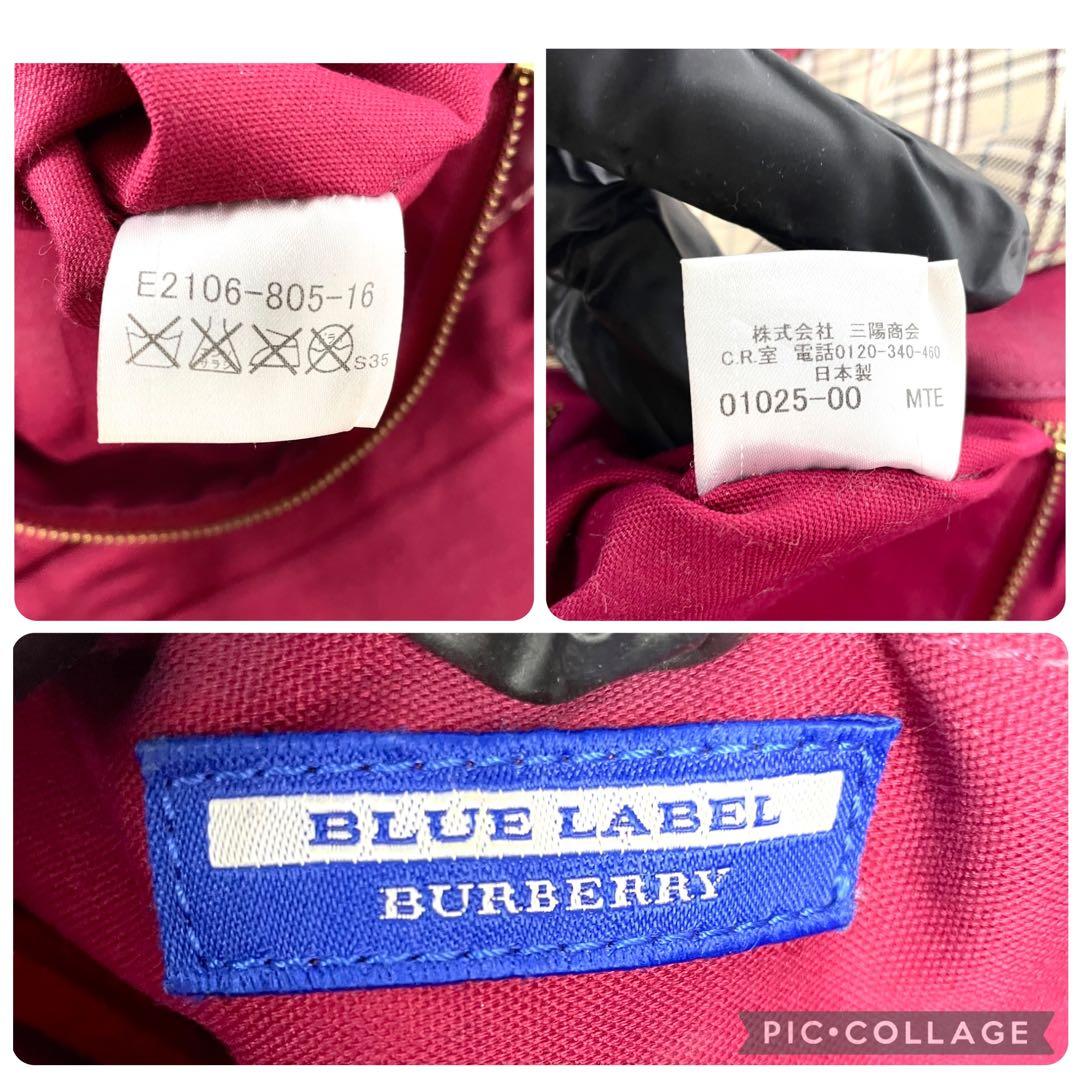 E2106-805-16
S35
株式会社 三陽商会
C.R.室 電話0120-340-460
日本製
01025-00 MTE
BLUE LABEL
BURBERRY
PIC•COLLAGE